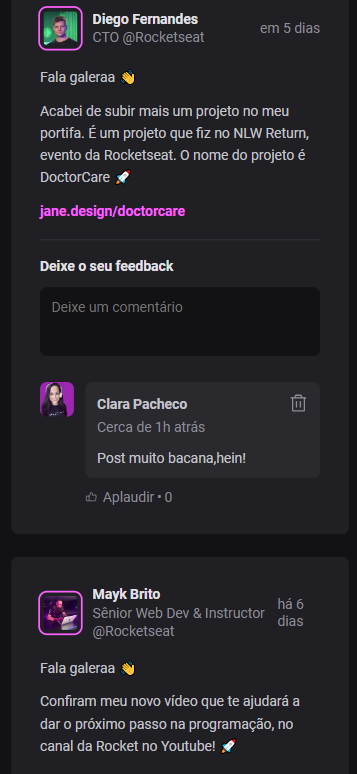 Diego Fernandes
CTO @Rocketseat
em 5 dias
Fala galeraa 👋
Acabei de subir mais um projeto no meu
portifa. É um projeto que fiz no NLW Return,
evento da Rocketseat. O nome do projeto é
DoctorCare 🚀
jane.design/doctorcare
Deixe o seu feedback
Deixe um comentário
Clara Pacheco
Cerca de 1h atrás
Post muito bacana,hein!
Aplaudir • 0
Mayk Brito
Sênior Web Dev & Instructor
@Rocketseat
há 6
dias
Fala galeraa 👋
Confiram meu novo vídeo que te ajudará a
dar o próximo passo na programação, no
canal da Rocket no Youtube! 🚀